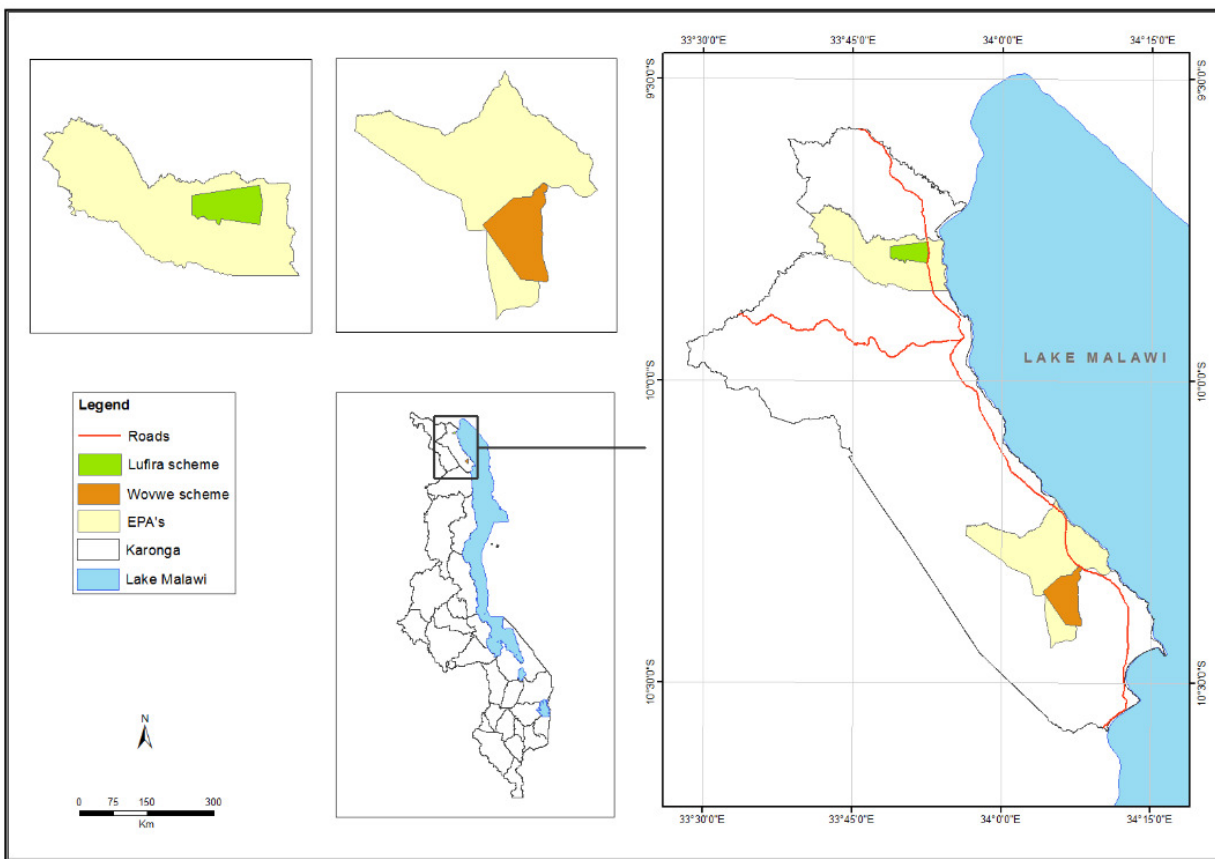 33°30'0"E 33°45'0"E 34°0'0"E 34°15'0"E
9°30'0"S 9°30'0"S
LAKE MALAWI
10°0'0"S 10°0'0"S
10°30'0"S 10°30'0"S
33°30'0"E 33°45'0"E 34°0'0"E 34°15'0"E
Legend
Roads
Lufira scheme
Wovwe scheme
EPA's
Karonga
Lake Malawi
N
0 75 150 300
Km